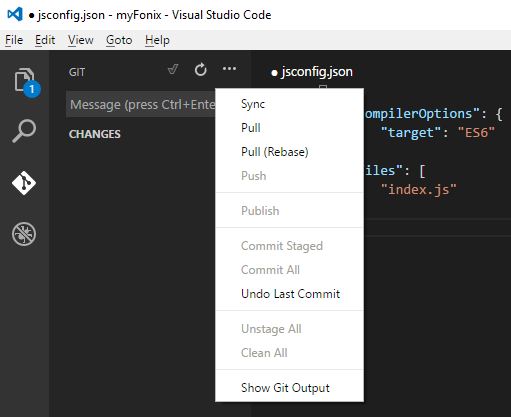 ● jsconfig.json - myFonix - Visual Studio Code
File Edit View Goto Help
GIT
● jsconfig.json
1
Message (press Ctrl+Ente
CHANGES
Sync
Pull
Pull (Rebase)
Push
Publish
Commit Staged
Commit All
Undo Last Commit
Unstage All
Clean All
Show Git Output
ompilerOptions": {
"target": "ES6"
iles": [
"index.js"